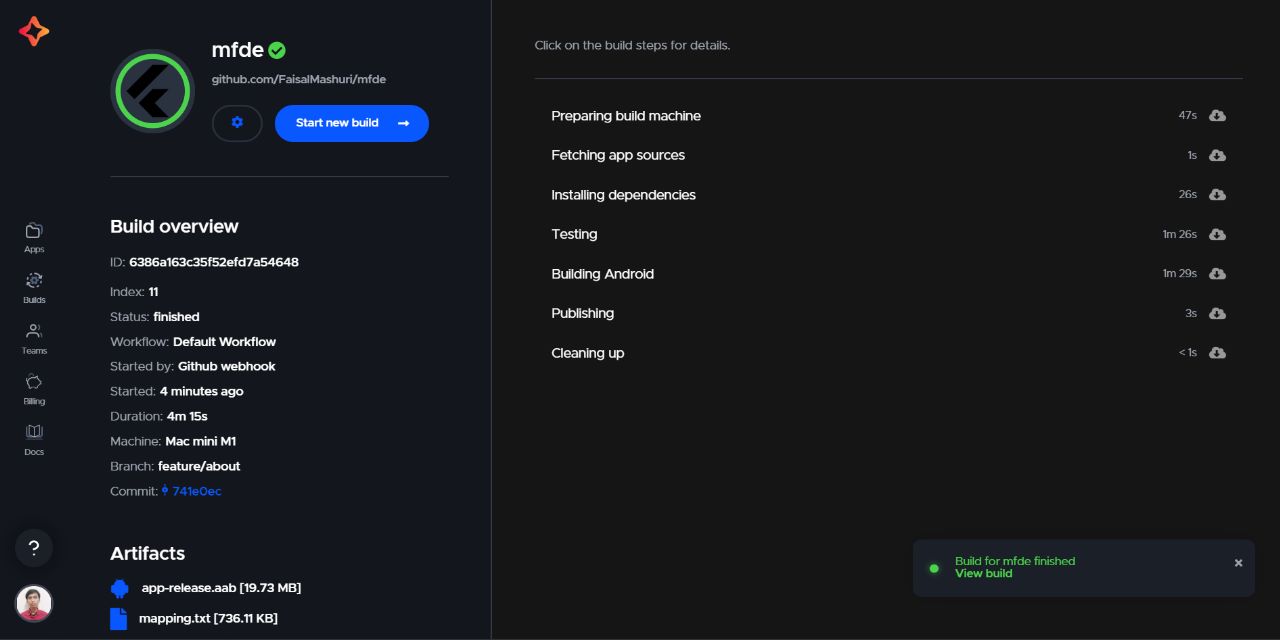 mfde
github.com/FaisalMashuri/mfde
Start new build
Apps
Builds
Teams
Billing
Docs
?
Build overview
ID: 6386a163c35f52efd7a54648
Index: 11
Status: finished
Workflow: Default Workflow
Started by: Github webhook
Started: 4 minutes ago
Duration: 4m 15s
Machine: Mac mini M1
Branch: feature/about
Commit: 741e0ec
Artifacts
app-release.aab [19.73 MB]
mapping.txt [736.11 KB]
Click on the build steps for details.
Preparing build machine 47s
Fetching app sources 1s
Installing dependencies 26s
Testing 1m 26s
Building Android 1m 29s
Publishing 3s
Cleaning up < 1s
Build for mfde finished
View build